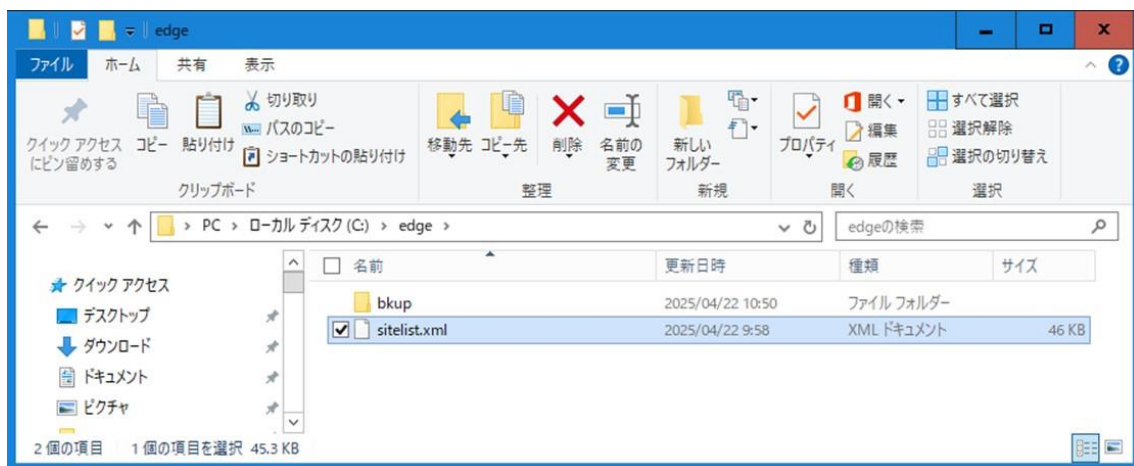 edge
ファイル ホーム 共有 表示
クイック アクセスにピン留めする
コピー
貼り付け
切り取り
パスのコピー
ショートカットの貼り付け
クリップボード
移動先
コピー先
削除
名前の変更
整理
新しいフォルダー
新規
プロパティ
開く
編集
履歴
開く
すべて選択
選択解除
選択の切り替え
選択
PC > ローカル ディスク (C:) > edge >
edgeの検索
名前 更新日時 種類 サイズ
bkup 2025/04/22 10:50 ファイル フォルダー
sitelist.xml 2025/04/22 9:58 XML ドキュメント 46 KB
クイック アクセス
デスクトップ
ダウンロード
ドキュメント
ピクチャ
2 個の項目 1 個の項目を選択 45.3 KB